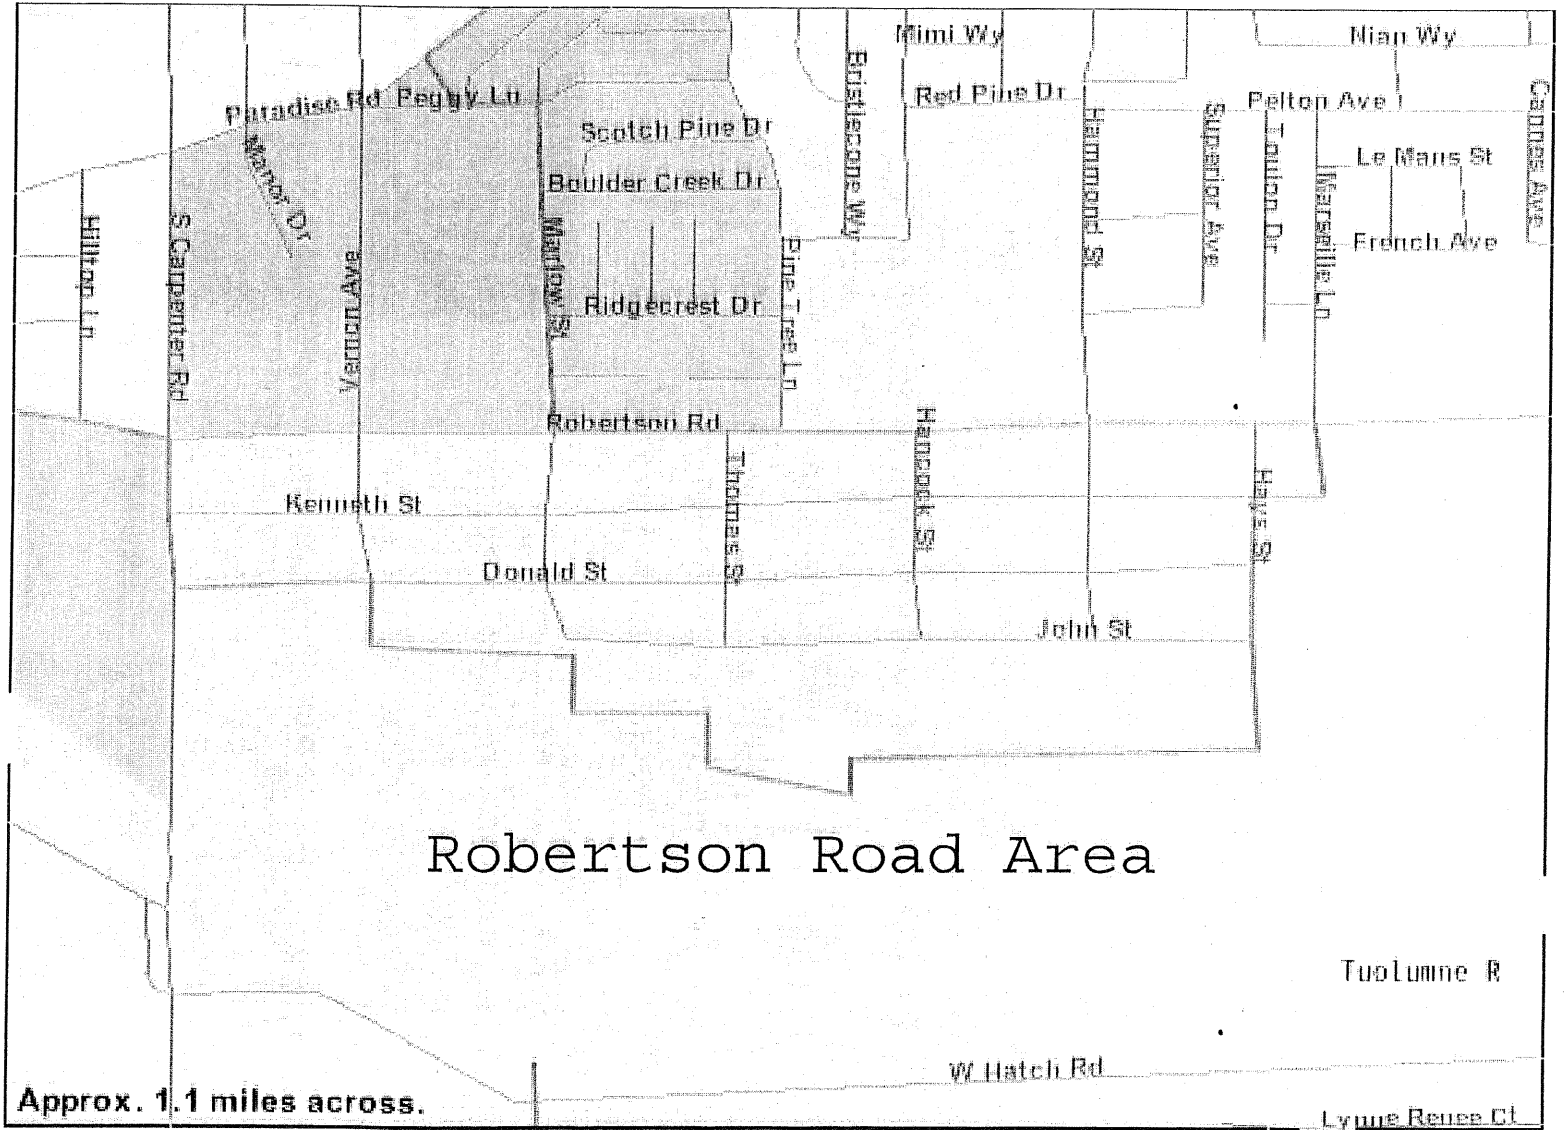 Mimi Wy
Nian Wy
Paradise Rd
Peggy Ln
Bristlecone Wy
Red Pine Dr
Pelton Ave
Cannes Ave
Scotch Pine Dr
Manor Dr
Hammond St
Superior Ave
Toulon Dr
Le Mans St
Boulder Creek Dr
Marseille Ln
Hillton Ln
S Carpenter Rd
Vernon Ave
Marlow St
Pine Tree Ln
French Ave
Ridgecrest Dr
Robertson Rd
Hancock St
Kenneth St
Thomas St
Hays St
Donald St
John St
Robertson Road Area
Tuolumne R
W Hatch Rd
Approx. 1.1 miles across.
Lynne Renee Ct